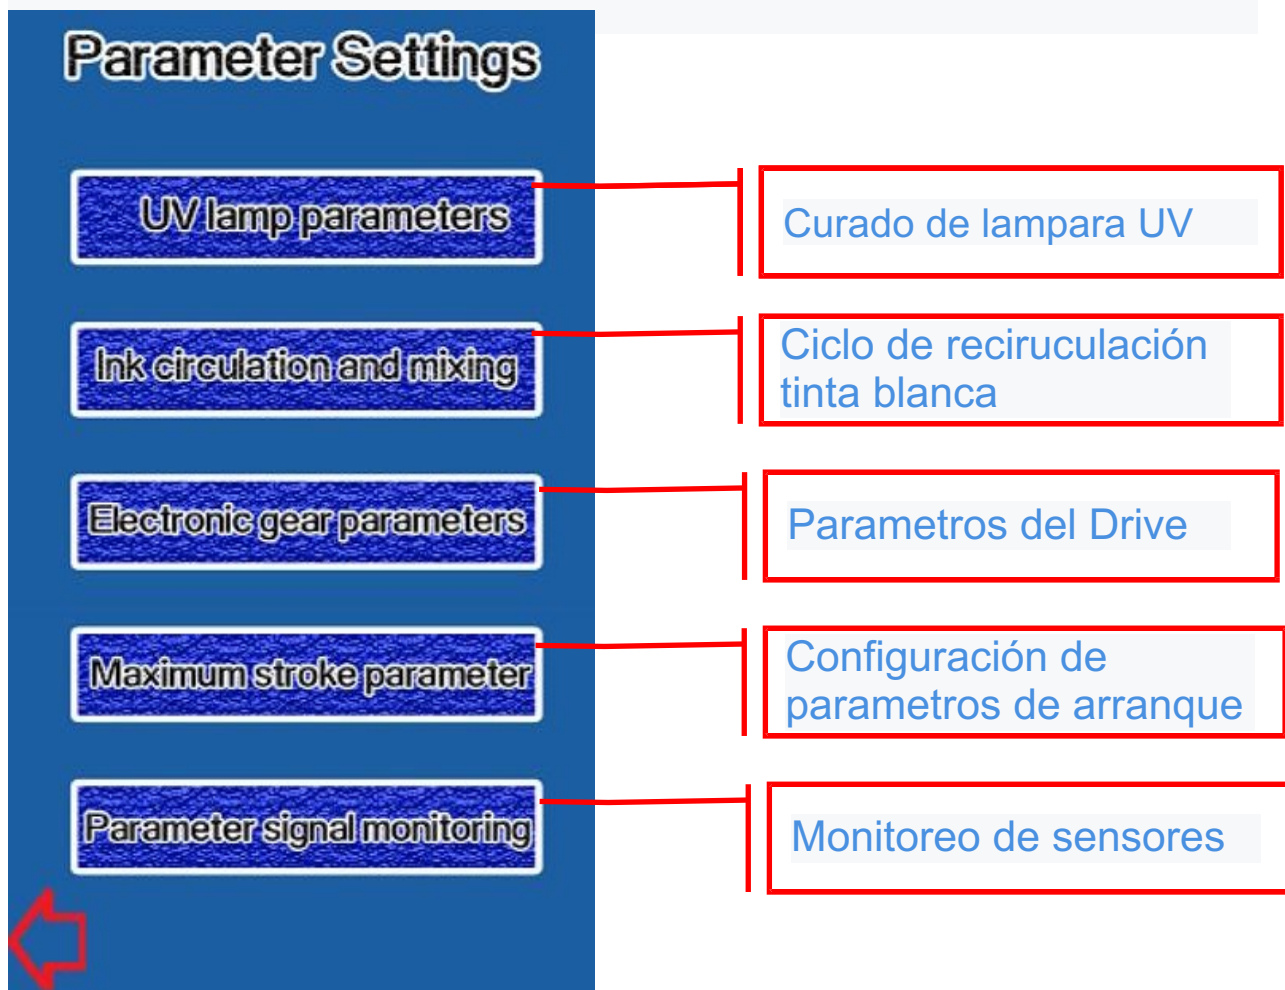 Parameter Settings
UV lamp parameters
Curado de lampara UV
Ink circulation and mixing
Ciclo de reciruculación
tinta blanca
Electronic gear parameters
Parametros del Drive
Maximum stroke parameter
Configuración de
parametros de arranque
Parameter signal monitoring
Monitoreo de sensores